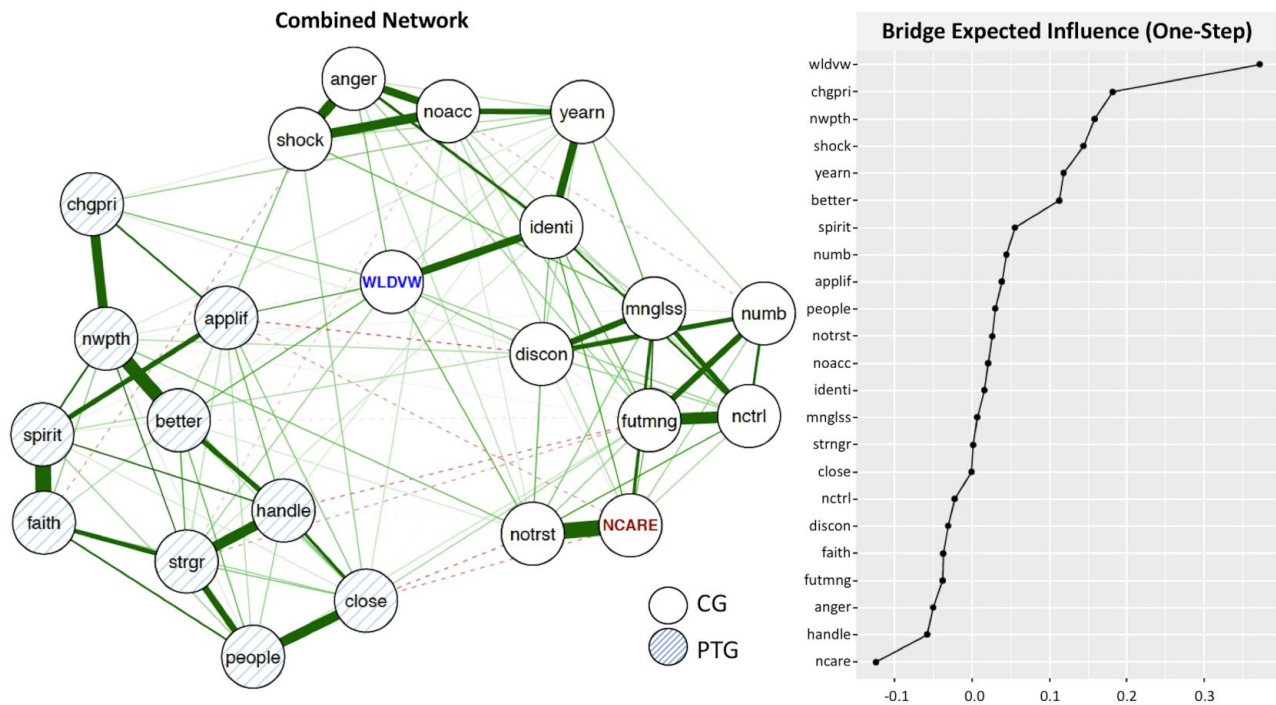 Combined Network
anger
noacc
yearn
shock
chgpri
identi
WLDVW
mnglss
numb
applif
nwpth
discon
better
futmng
nctrl
spirit
handle
faith
notrst
NCARE
strgr
close
people
CG
PTG
Bridge Expected Influence (One-Step)
wldvw
chgpri
nwpth
shock
yearn
better
spirit
numb
applif
people
notrst
noacc
identi
mnglss
strngr
close
nctrl
discon
faith
futmng
anger
handle
ncare
-0.1 0.0 0.1 0.2 0.3